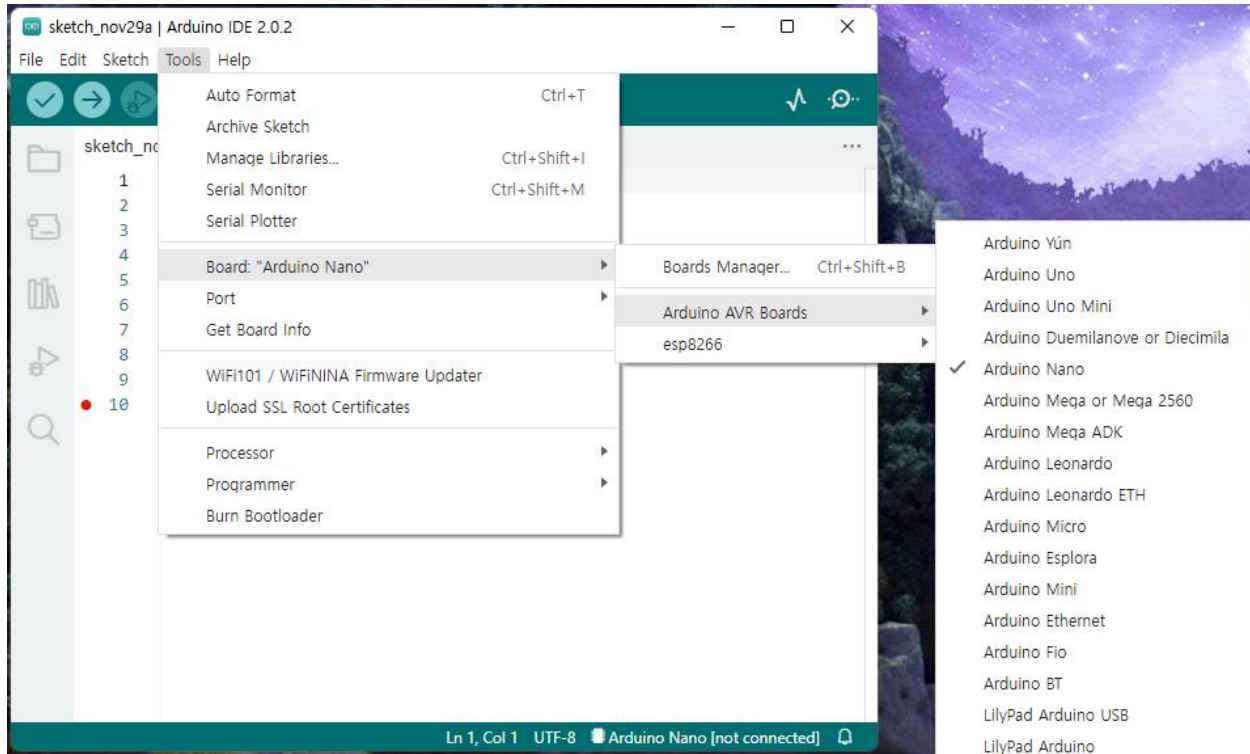 sketch_nov29a | Arduino IDE 2.0.2
File Edit Sketch Tools Help
sketch_no
1
2
3
4
5
6
7
8
9
10
Auto Format Ctrl+T
Archive Sketch
Manage Libraries... Ctrl+Shift+I
Serial Monitor Ctrl+Shift+M
Serial Plotter
Board: "Arduino Nano"
Port
Get Board Info
WiFi101 / WiFiNINA Firmware Updater
Upload SSL Root Certificates
Processor
Programmer
Burn Bootloader
Boards Manager... Ctrl+Shift+B
Arduino AVR Boards
esp8266
Arduino Yún
Arduino Uno
Arduino Uno Mini
Arduino Duemilanove or Diecimila
Arduino Nano
Arduino Mega or Mega 2560
Arduino Mega ADK
Arduino Leonardo
Arduino Leonardo ETH
Arduino Micro
Arduino Esplora
Arduino Mini
Arduino Ethernet
Arduino Fio
Arduino BT
LilyPad Arduino USB
LilyPad Arduino
Ln 1, Col 1 UTF-8 Arduino Nano [not connected]